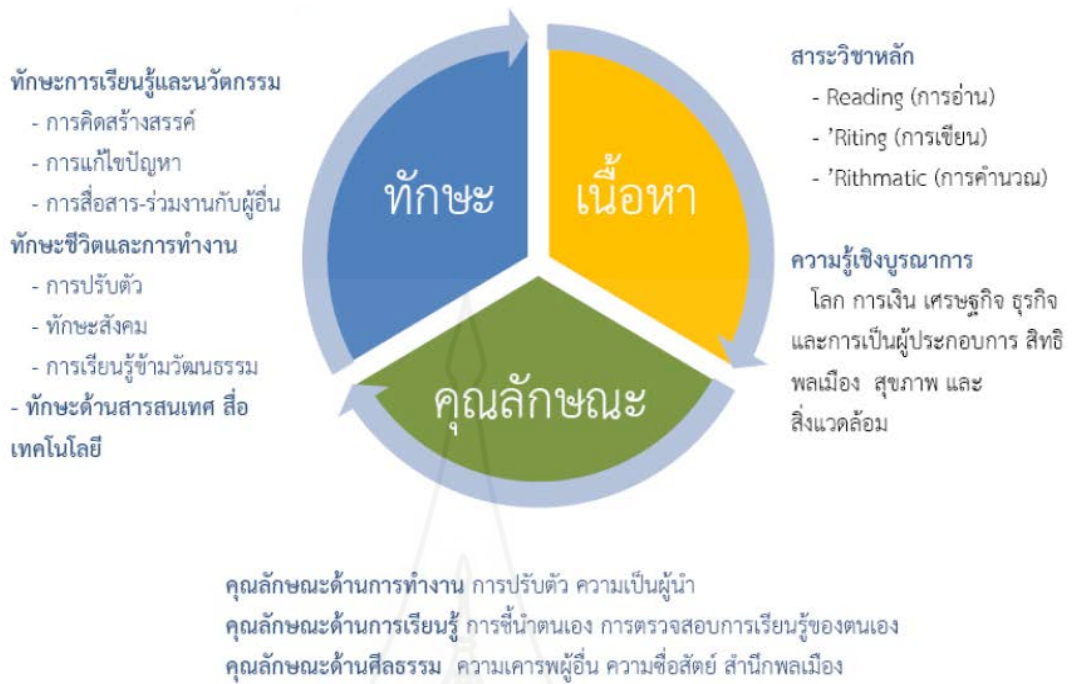 ทักษะการเรียนรู้และนวัตกรรม
- การคิดสร้างสรรค์
- การแก้ไขปัญหา
- การสื่อสาร-ร่วมงานกับผู้อื่น
ทักษะชีวิตและการทำงาน
- การปรับตัว
- ทักษะสังคม
- การเรียนรู้ข้ามวัฒนธรรม
- ทักษะด้านสารสนเทศ สื่อ
เทคโนโลยี
ทักษะ
เนื้อหา
คุณลักษณะ
สาระวิชาหลัก
- Reading (การอ่าน)
- 'Riting (การเขียน)
- 'Rithmatic (การคำนวณ)
ความรู้เชิงบูรณาการ
โลก การเงิน เศรษฐกิจ ธุรกิจ
และการเป็นผู้ประกอบการ สิทธิ
พลเมือง สุขภาพ และ
สิ่งแวดล้อม
คุณลักษณะด้านการทำงาน การปรับตัว ความเป็นผู้นำ
คุณลักษณะด้านการเรียนรู้ การชี้นำตนเอง การตรวจสอบการเรียนรู้ของตนเอง
คุณลักษณะด้านศีลธรรม ความเคารพผู้อื่น ความซื่อสัตย์ สำนึกพลเมือง